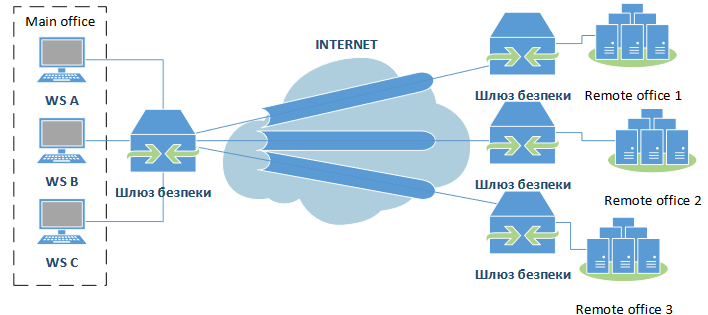 Main office
INTERNET
WS A
Шлюз безпеки
Remote office 1
WS B
Шлюз безпеки
Шлюз безпеки
Remote office 2
WS C
Шлюз безпеки
Remote office 3